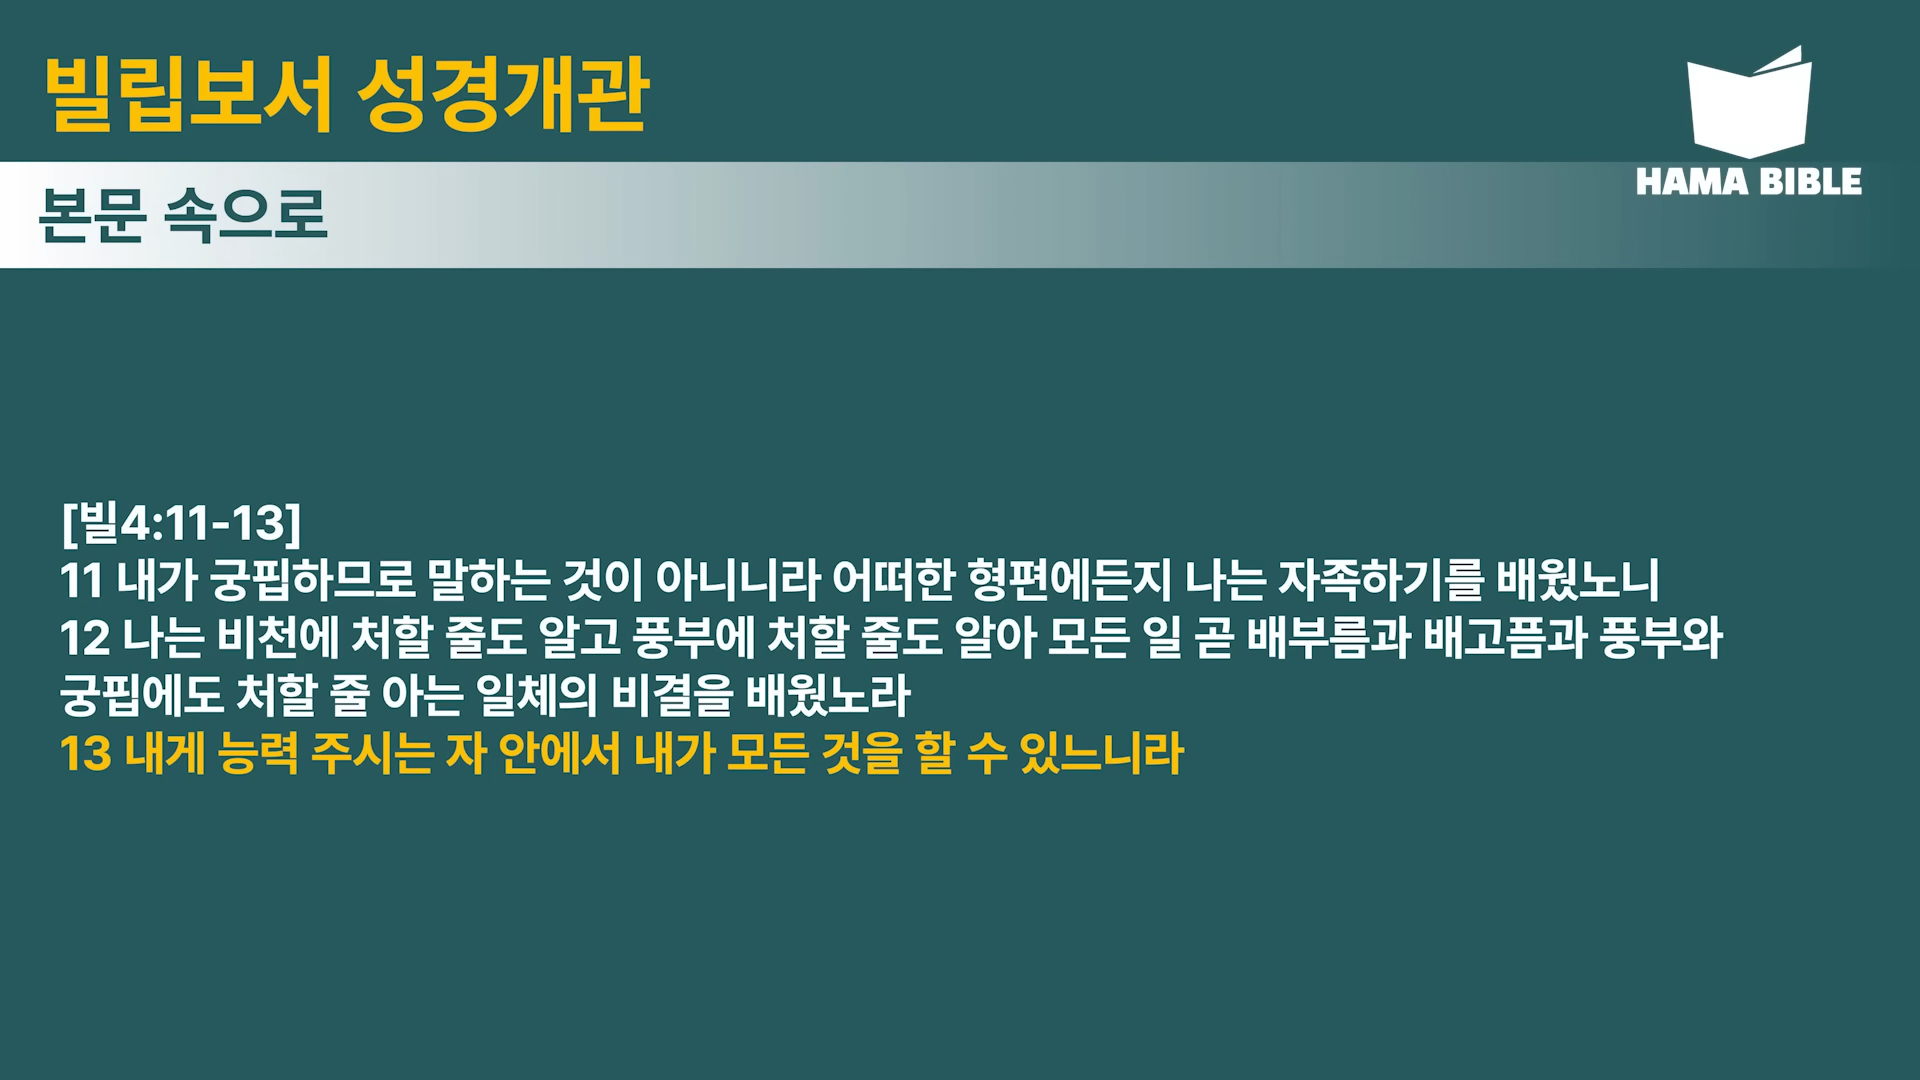 빌립보서 성경개관
HAMA BIBLE
본문 속으로
[빌4:11-13]
11 내가 궁핍하므로 말하는 것이 아니니라 어떠한 형편에든지 나는 자족하기를 배웠노니
12 나는 비천에 처할 줄도 알고 풍부에 처할 줄도 알아 모든 일 곧 배부름과 배고픔과 풍부와
궁핍에도 처할 줄 아는 일체의 비결을 배웠노라
13 내게 능력 주시는 자 안에서 내가 모든 것을 할 수 있느니라